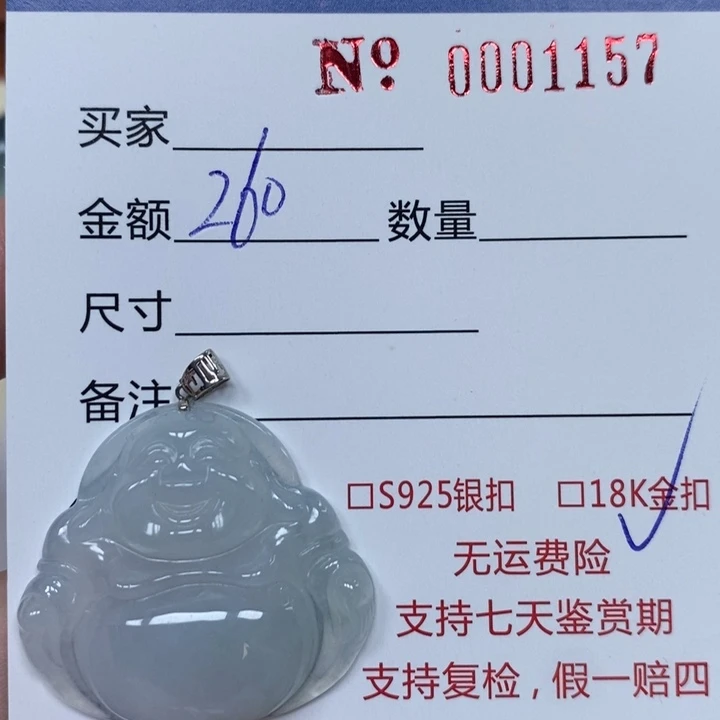 No 0001157
买家
金额 260 数量
尺寸
备注
□S925银扣 □18K金扣
无运费险
支持七天鉴赏期
支持复检,假一赔四